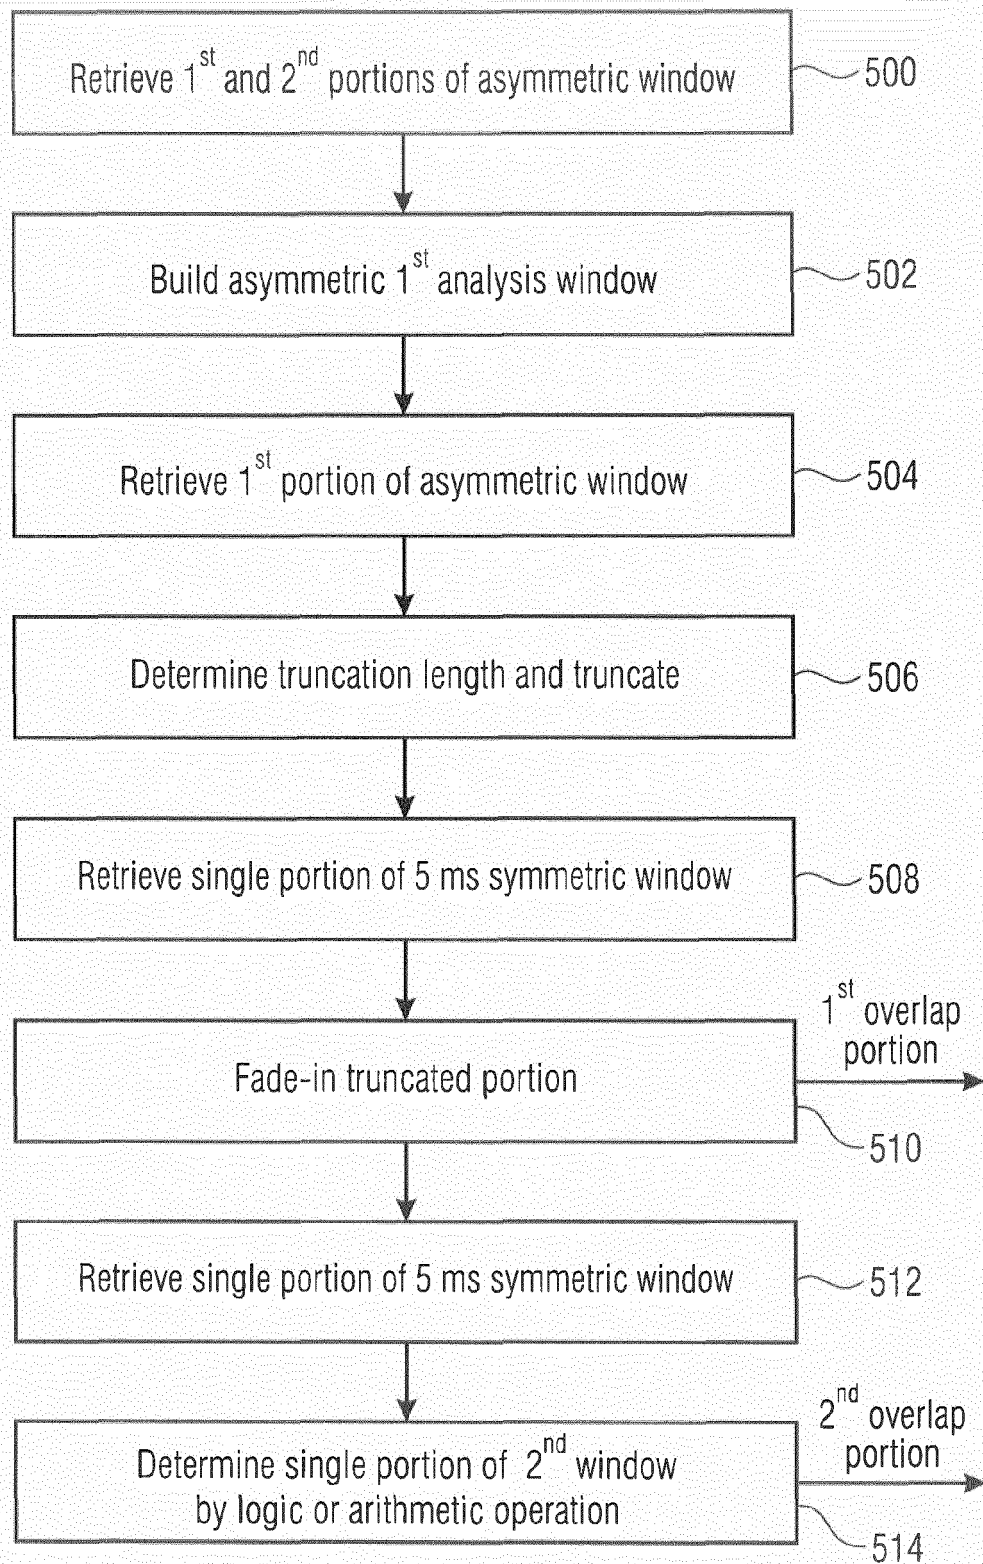 Retrieve 1st and 2nd portions of asymmetric window
500
Build asymmetric 1st analysis window
502
Retrieve 1st portion of asymmetric window
504
Determine truncation length and truncate
506
Retrieve single portion of 5 ms symmetric window
508
1st overlap
portion
Fade-in truncated portion
510
Retrieve single portion of 5 ms symmetric window
512
2nd overlap
portion
Determine single portion of 2nd window
by logic or arithmetic operation
514